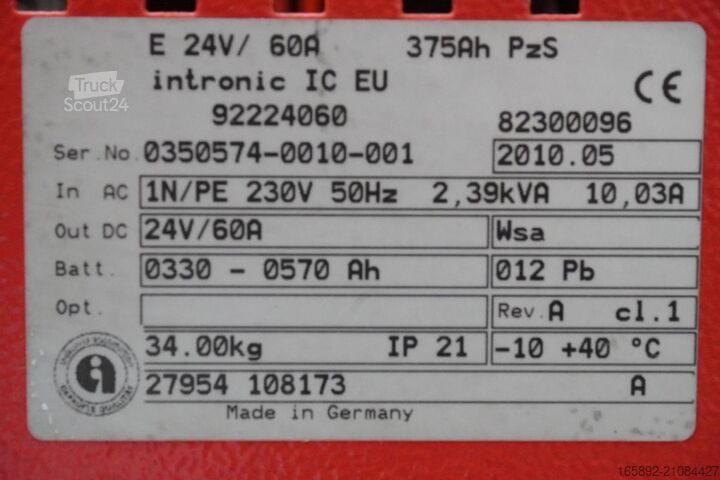 E 24V/ 60A 375Ah PzS
intronic IC EU CE
Truck
Scout24
92224060 82300096
Ser.No. 0350574-0010-001 2010.05
In AC 1N/PE 230V 50Hz 2,39kVA 10,03A
Out DC 24V/60A Wsa
Batt. 0330 - 0570 Ah 012 Pb
Opt. Rev.A cl.1
34.00kg IP 21 -10 +40 °C
27954 108173 A
Made in Germany
165892-21084427